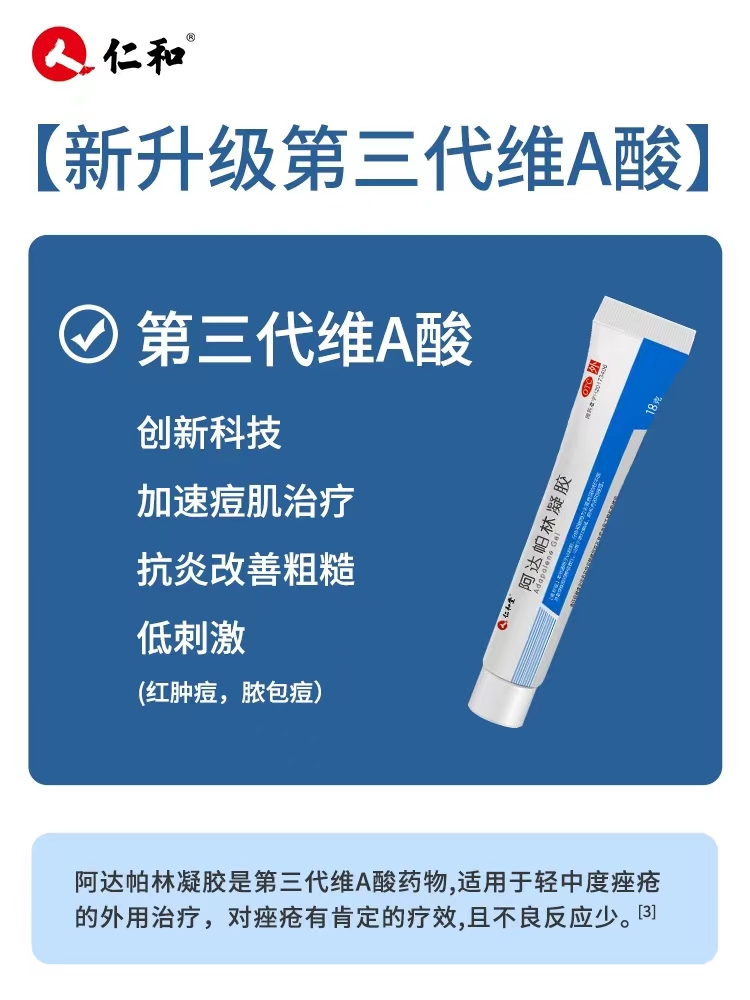 仁和®
【新升级第三代维A酸】
第三代维A酸
创新科技
加速痘肌治疗
抗炎改善粗糙
低刺激
(红肿痘，脓包痘)
OTC 外
18克
阿达帕林凝胶
Adapalene Gel
仁和堂
阿达帕林凝胶是第三代维A酸药物,适用于轻中度痤疮
的外用治疗，对痤疮有肯定的疗效,且不良反应少。[3]